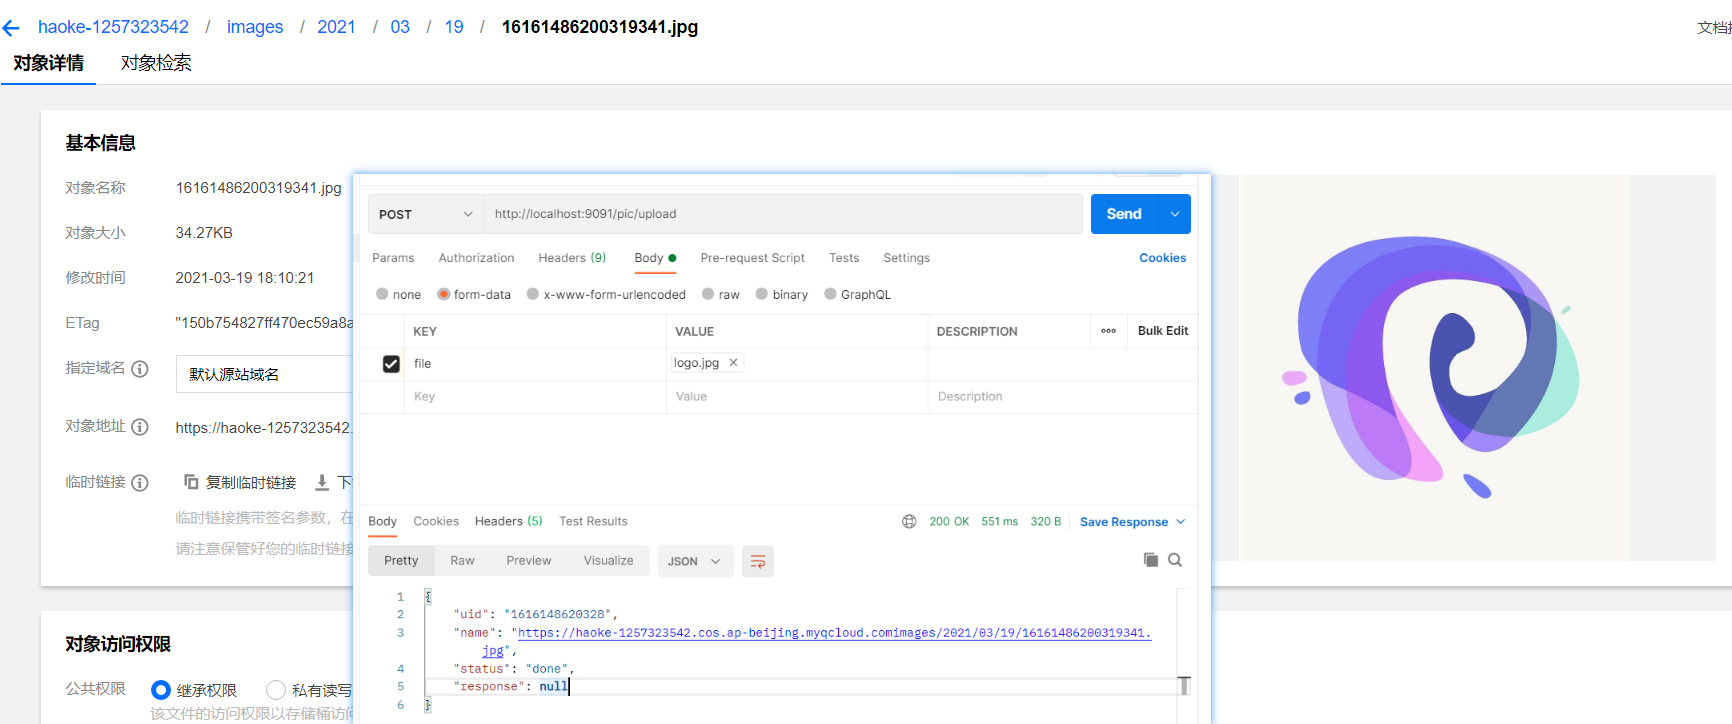 haoke-1257323542 / images / 2021 / 03 / 19 / 16161486200319341.jpg
对象详情 对象检索
基本信息
对象名称 16161486200319341.jpg
对象大小 34.27KB
修改时间 2021-03-19 18:10:21
ETag "150b754827ff470ec59a8a
指定域名 默认源站域名
对象地址 https://haoke-1257323542.
临时链接 复制临时链接 下
临时链接携带签名参数，在
请注意保管好您的临时链接
对象访问权限
公共权限 继承权限 私有读写
该文件的访问权限以存储桶访问
文档
POST http://localhost:9091/pic/upload Send
Params Authorization Headers (9) Body Pre-request Script Tests Settings Cookies
none form-data x-www-form-urlencoded raw binary GraphQL
KEY VALUE DESCRIPTION ooo Bulk Edit
file logo.jpg ✕
Key Value Description
Body Cookies Headers (5) Test Results 200 OK 551 ms 320 B Save Response
Pretty Raw Preview Visualize JSON
1 {
2 "uid": "1616148620328",
3 "name": "https://haoke-1257323542.cos.ap-beijing.myqcloud.comimages/2021/03/19/16161486200319341.
jpg",
4 "status": "done",
5 "response": null
6 }